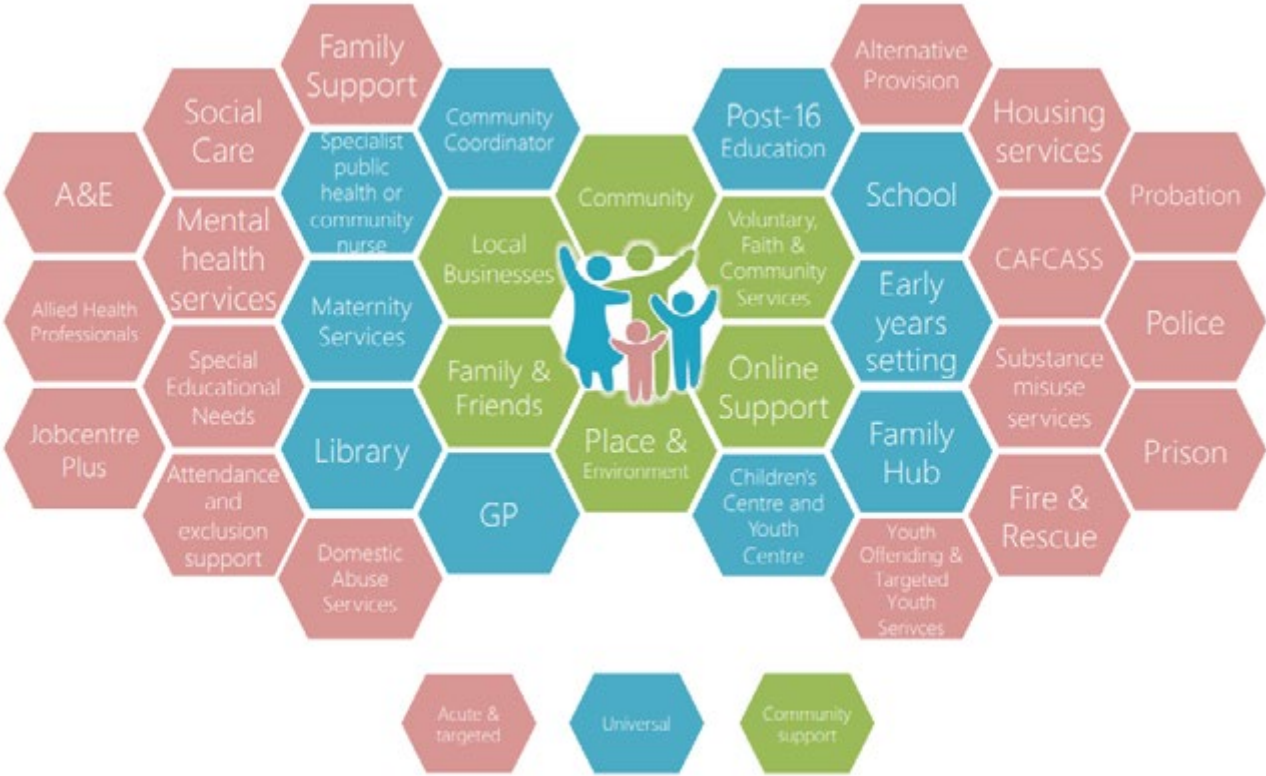 Family
Support
Alternative
Provision
Social
Care
Community
Coordinator
Post-16
Education
Housing
services
A&E
Specialist
public
health or
community
nurse
Community
School
Probation
Mental
health
services
Local
Businesses
Voluntary,
Faith &
Community
Services
CAFCASS
Allied Health
Professionals
Maternity
Services
Early
years
setting
Police
Special
Educational
Needs
Family &
Friends
Online
Support
Substance
misuse
services
Jobcentre
Plus
Library
Place &
Environment
Family
Hub
Prison
Attendance
and
exclusion
support
GP
Children's
Centre and
Youth
Centre
Fire &
Rescue
Domestic
Abuse
Services
Youth
Offending &
Targeted
Youth
Serivces
Acute &
targeted
Universal
Community
support